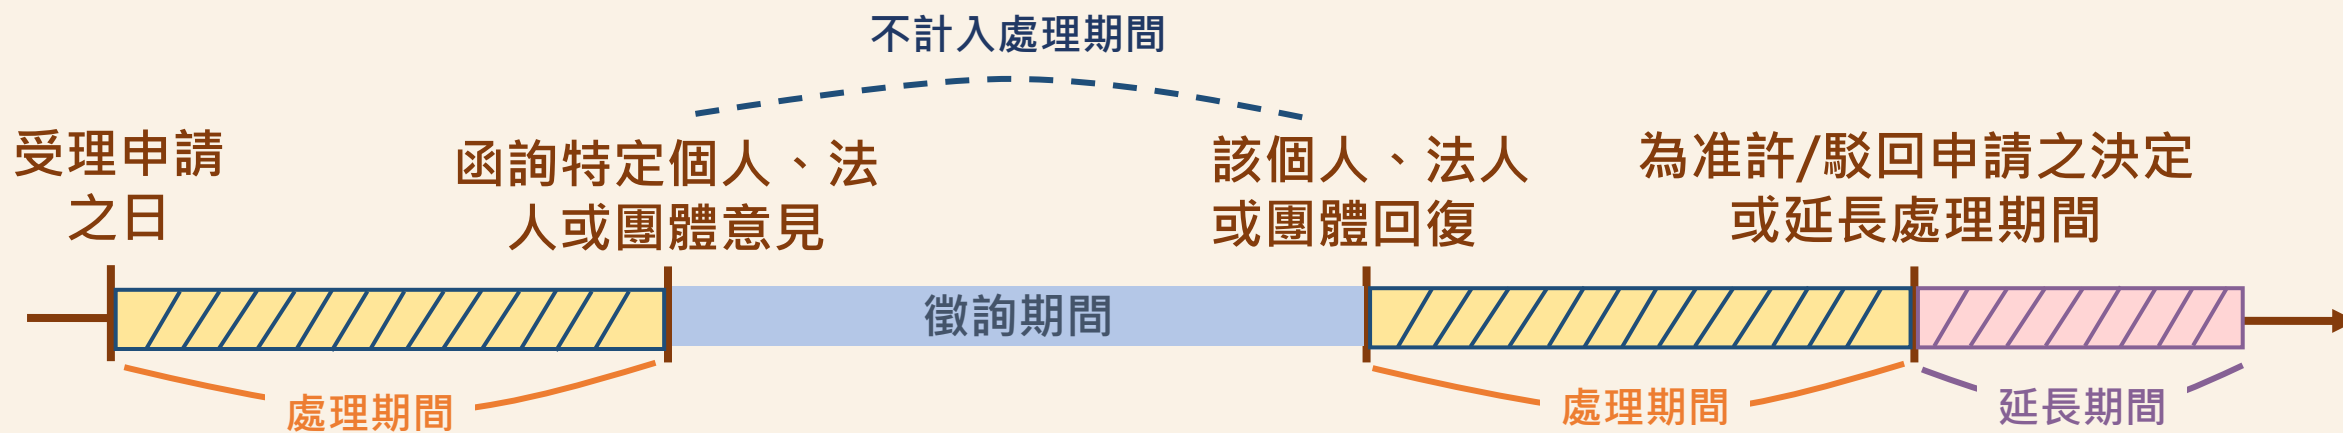 不計入處理期間
受理申請
之日
函詢特定個人、法
人或團體意見
該個人、法人
或團體回復
為准許/駁回申請之決定
或延長處理期間
徵詢期間
處理期間
處理期間
延長期間